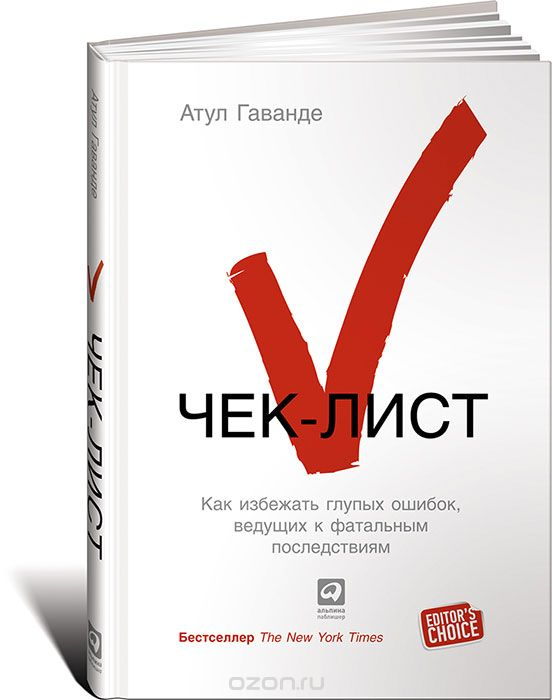 Атул Гаванде
ЧЕК-ЛИСТ
Как избежать глупых ошибок,
ведущих к фатальным
последствиям
альпина
паблишер
Бестселлер The New York Times
EDITOR'S
CHOICE
Атул Гаванде
ЧЕК-ЛИСТ
ozon.ru